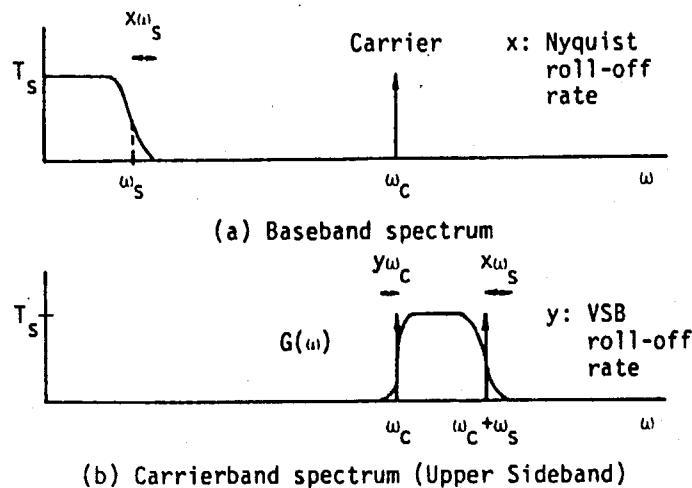 xω_s
Carrier
x: Nyquist
roll-off
rate
T_s
ω_s
ω_c
ω
(a) Baseband spectrum
yω_c
xω_s
T_s
G(ω)
y: VSB
roll-off
rate
ω_c
ω_c+ω_s
ω
(b) Carrierband spectrum (Upper Sideband)